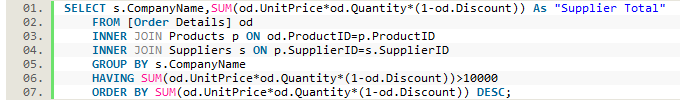 01. SELECT s.CompanyName,SUM(od.UnitPrice*od.Quantity*(1-od.Discount)) As "Supplier Total"
02. FROM [Order Details] od
03. INNER JOIN Products p ON od.ProductID=p.ProductID
04. INNER JOIN Suppliers s ON p.SupplierID=s.SupplierID
05. GROUP BY s.CompanyName
06. HAVING SUM(od.UnitPrice*od.Quantity*(1-od.Discount))>10000
07. ORDER BY SUM(od.UnitPrice*od.Quantity*(1-od.Discount)) DESC;